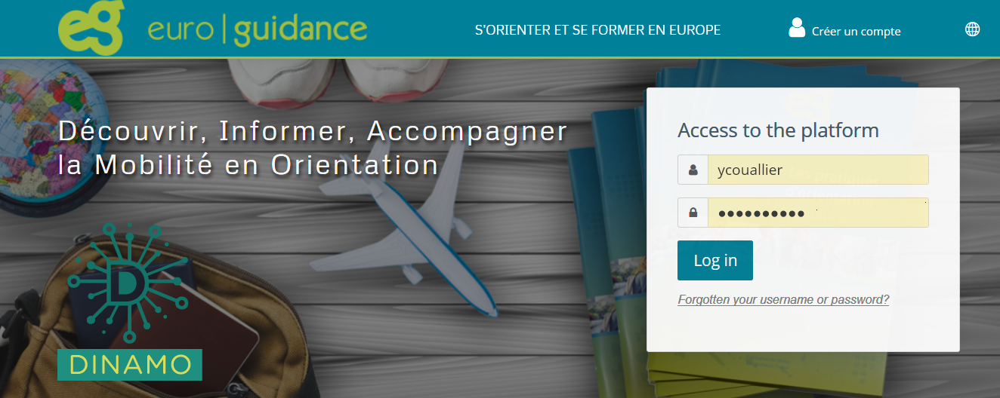 eg euro | guidance
S'ORIENTER ET SE FORMER EN EUROPE
Créer un compte
Découvrir, Informer, Accompagner
la Mobilité en Orientation
Access to the platform
ycouallier
••••••••••
Log in
Forgotten your username or password?
D
DINAMO